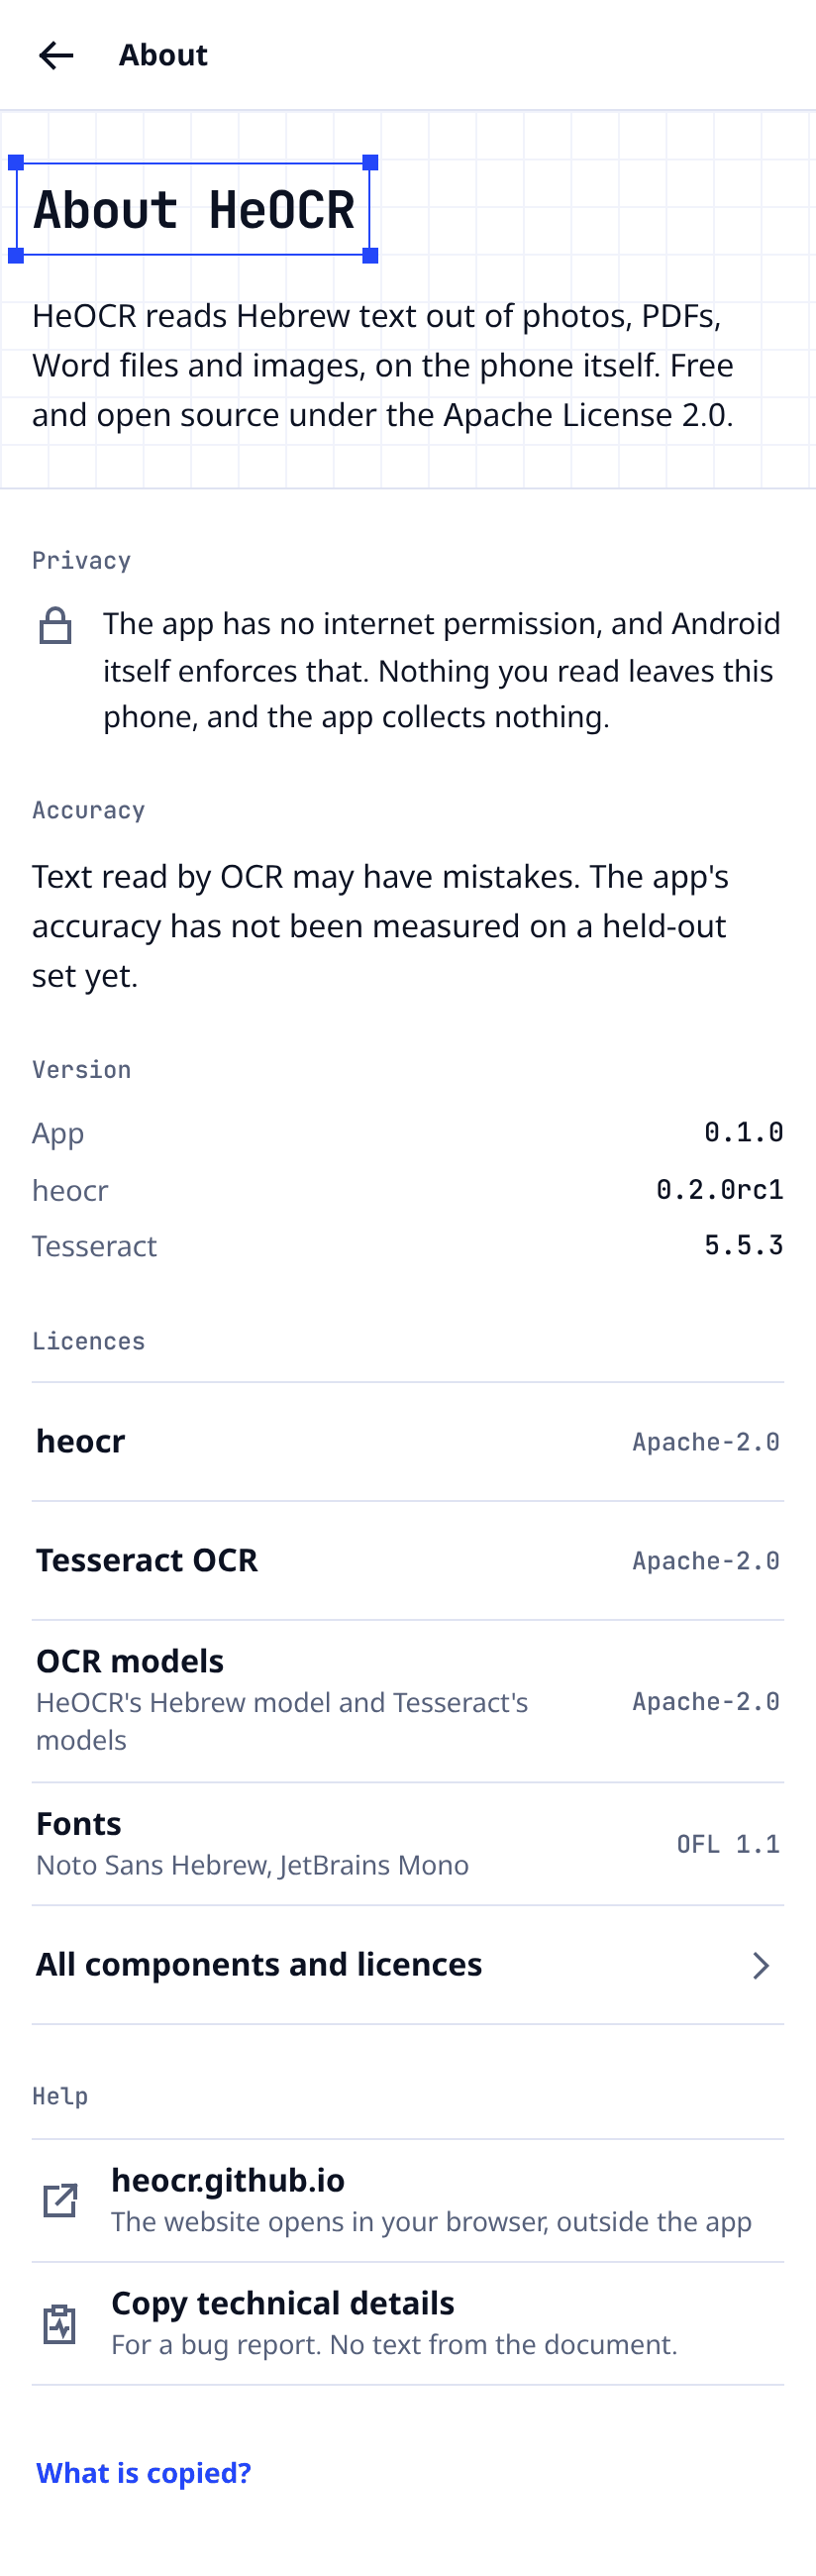 About
About HeOCR
HeOCR reads Hebrew text out of photos, PDFs,
Word files and images, on the phone itself. Free
and open source under the Apache License 2.0.
Privacy
The app has no internet permission, and Android
itself enforces that. Nothing you read leaves this
phone, and the app collects nothing.
Accuracy
Text read by OCR may have mistakes. The app's
accuracy has not been measured on a held-out
set yet.
Version
App 0.1.0
heocr 0.2.0rc1
Tesseract 5.5.3
Licences
heocr Apache-2.0
Tesseract OCR Apache-2.0
OCR models
HeOCR's Hebrew model and Tesseract's Apache-2.0
models
Fonts
OFL 1.1
Noto Sans Hebrew, JetBrains Mono
All components and licences
Help
heocr.github.io
The website opens in your browser, outside the app
Copy technical details
For a bug report. No text from the document.
What is copied?